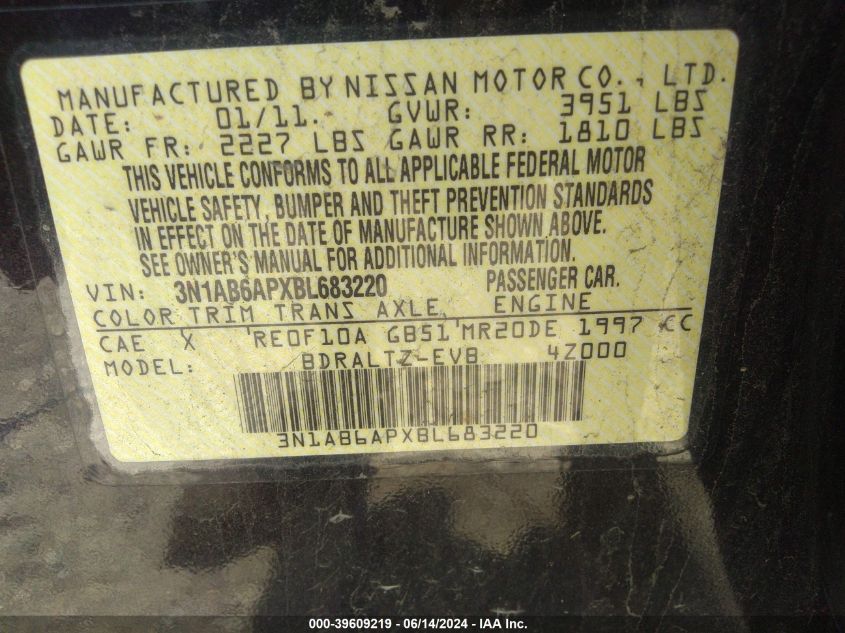 MANUFACTURED BY NISSAN MOTOR CO., LTD.
DATE: 01/11. GVWR: 3951 LBS
GAWR FR: 2227 LBS GAWR RR: 1810 LBS
THIS VEHICLE CONFORMS TO ALL APPLICABLE FEDERAL MOTOR
VEHICLE SAFETY, BUMPER AND THEFT PREVENTION STANDARDS
IN EFFECT ON THE DATE OF MANUFACTURE SHOWN ABOVE.
SEE OWNER'S MANUAL FOR ADDITIONAL INFORMATION.
VIN: 3N1AB6APXBL683220 PASSENGER CAR.
COLOR TRIM TRANS AXLE ENGINE
CAE X RE0F10A GB51 MR20DE 1997 CC
MODEL: BDRALTZ-EVB 4Z000
3N1AB6APXBL683220
000-39609219 - 06/14/2024 - IAA Inc.